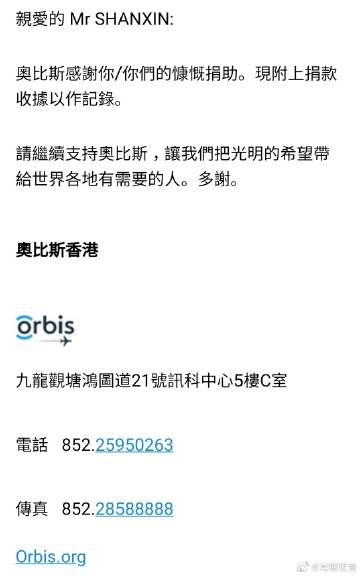 親愛的 Mr SHANXIN:
奧比斯感謝你/你們的慷慨捐助。現附上捐款
收據以作記錄。
請繼續支持奧比斯，讓我們把光明的希望帶
給世界各地有需要的人。多謝。
奧比斯香港
orbis
九龍觀塘鴻圖道21號訊科中心5樓C室
電話 852.25950263
傳真 852.28588888
Orbis.org